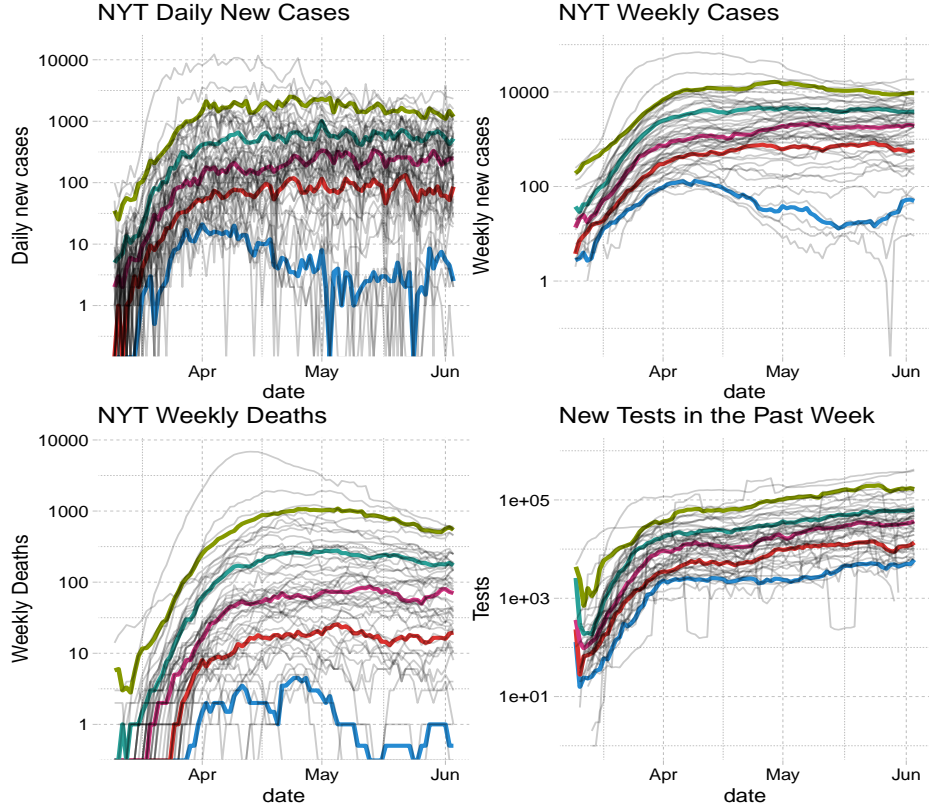 NYT Daily New Cases
Daily new cases
10000
1000
100
10
1
Apr
May
Jun
date
NYT Weekly Cases
Weekly new cases
10000
100
1
Apr
May
Jun
date
NYT Weekly Deaths
Weekly Deaths
10000
1000
100
10
1
Apr
May
Jun
date
New Tests in the Past Week
Tests
1e+05
1e+03
1e+01
Apr
May
Jun
date